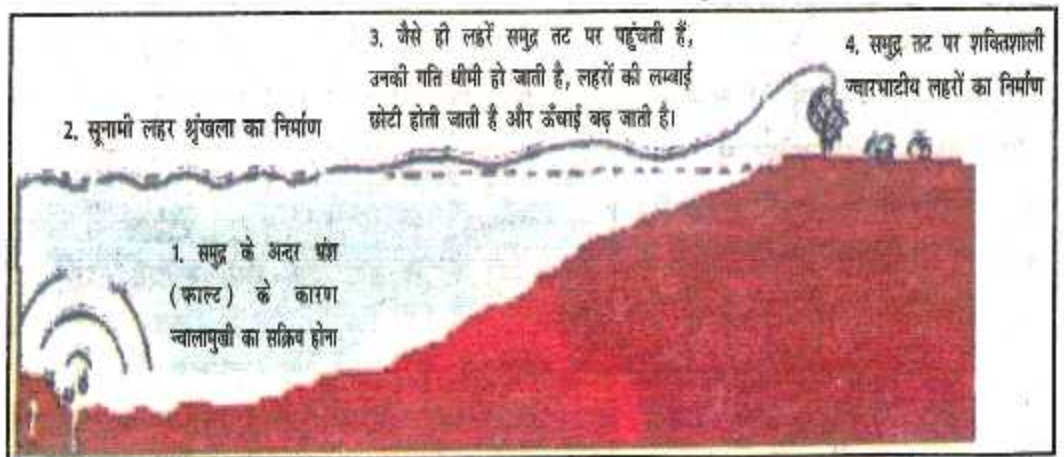 3. जैसे ही लहरें समुद्र तट पर पहुंचती हैं,
उनकी गति धीमी हो जाती है, लहरों की लम्बाई
छोटी होती जाती है और ऊँचाई बढ़ जाती है।
4. समुद्र तट पर शक्तिशाली
ज्वारभाटीय लहरों का निर्माण
2. सूनामी लहर श्रृंखला का निर्माण
1. समुद्र के अन्दर भ्रंश
(फाल्ट) के कारण
ज्वालामुखी का सक्रिय होना